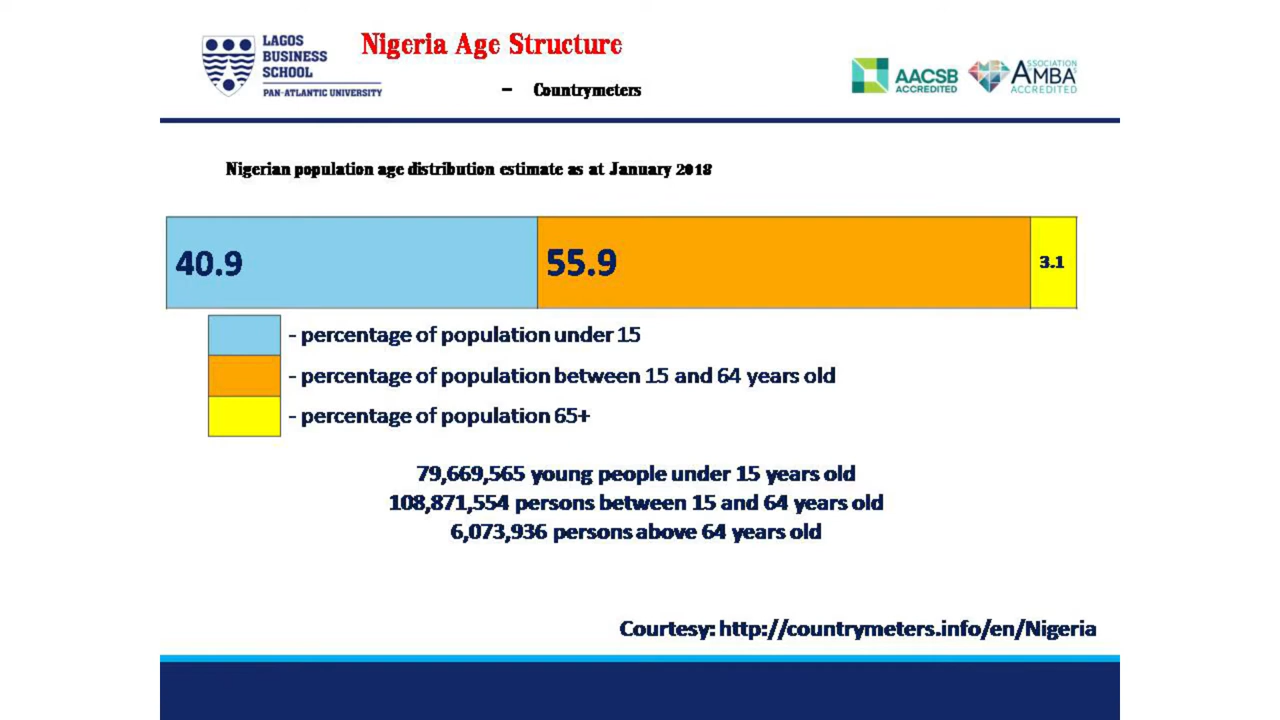 LAGOS
BUSINESS
SCHOOL
PAN-ATLANTIC UNIVERSITY
Nigeria Age Structure
– Countrymeters
AACSB
ACCREDITED
ASSOCIATION
AMBA
ACCREDITED
Nigerian population age distribution estimate as at January 2018
40.9 55.9 3.1
- percentage of population under 15
- percentage of population between 15 and 64 years old
- percentage of population 65+
79,669,565 young people under 15 years old
108,871,554 persons between 15 and 64 years old
6,073,936 persons above 64 years old
Courtesy: http://countrymeters.info/en/Nigeria